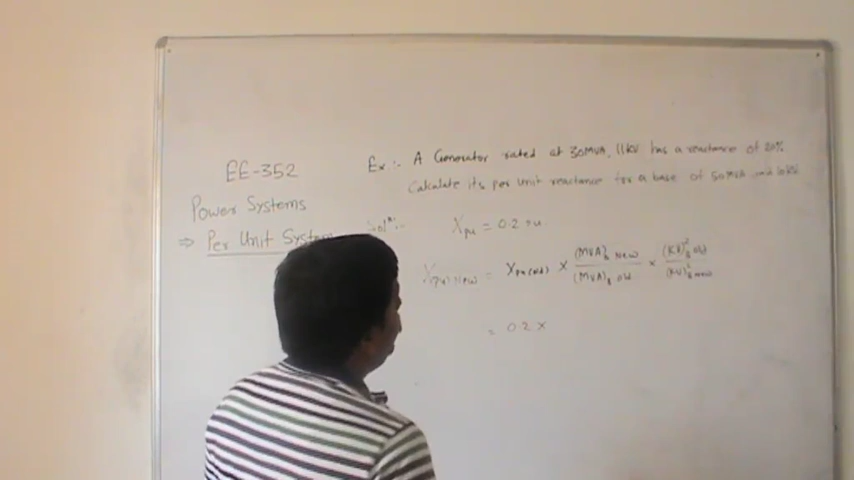 EE-352
Power Systems
⇒ Per Unit System
Ex :- A Generator rated at 30MVA, 11kV has a reactance of 20%
Calculate its per unit reactance for a base of 50MVA and 10kV
Solⁿ:-
Xpu = 0.2 pu
X(pu) New = Xpu(old) × (MVA)B New / (MVA)B old × (KV)²B old / (KV)²B new
= 0.2 ×